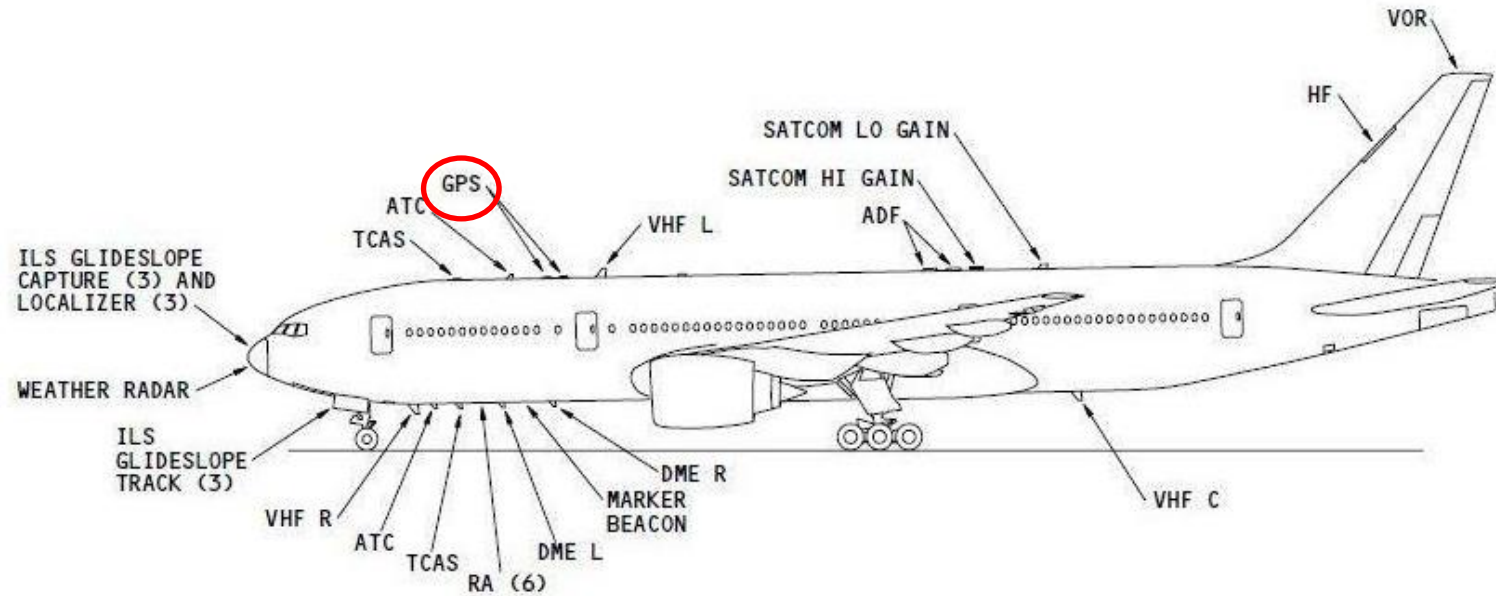 VOR
HF
SATCOM LO GAIN
SATCOM HI GAIN
GPS
ATC
ADF
VHF L
TCAS
ILS GLIDESLOPE
CAPTURE (3) AND
LOCALIZER (3)
WEATHER RADAR
ILS
GLIDESLOPE
TRACK (3)
DME R
MARKER
BEACON
VHF C
VHF R
ATC
DME L
TCAS
RA (6)